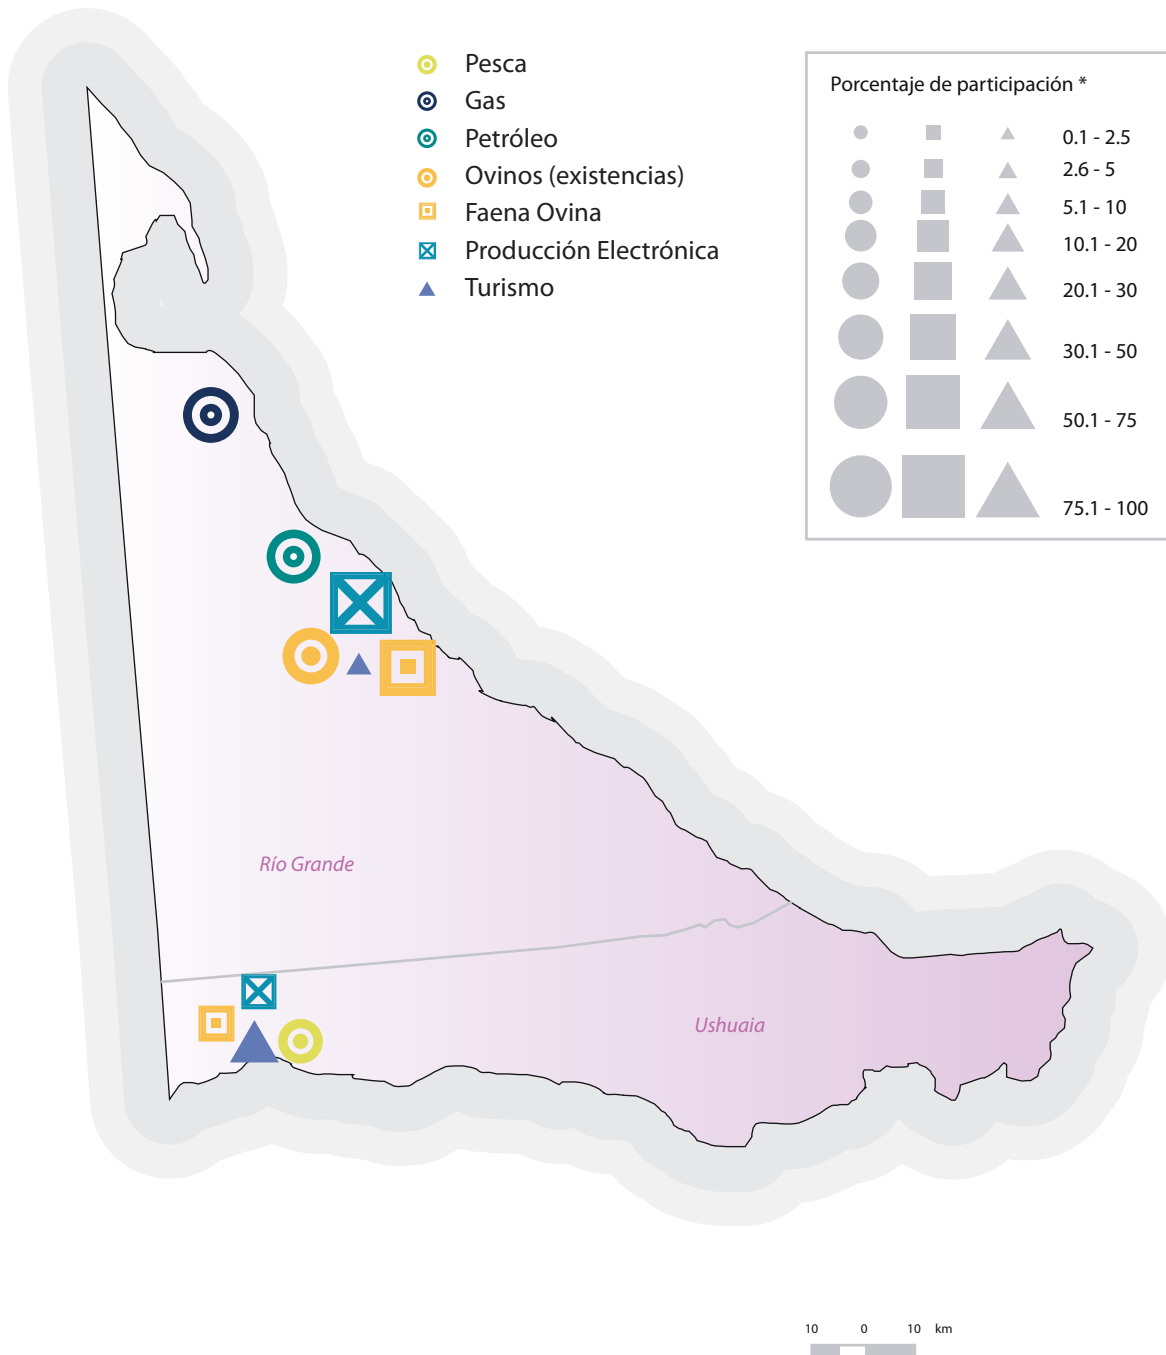 Pesca
Gas
Petróleo
Ovinos (existencias)
Faena Ovina
Producción Electrónica
Turismo
Porcentaje de participación *
0.1 - 2.5
2.6 - 5
5.1 - 10
10.1 - 20
20.1 - 30
30.1 - 50
50.1 - 75
75.1 - 100
Río Grande
Ushuaia
10 0 10 km